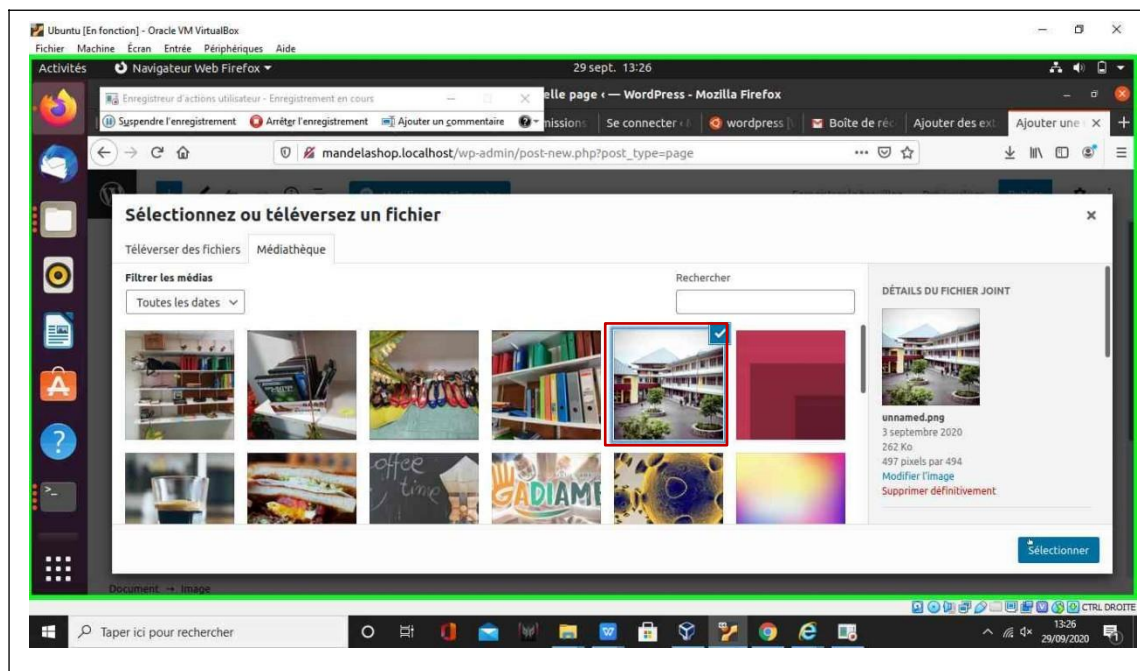 Ubuntu [En fonction] - Oracle VM VirtualBox
Fichier Machine Écran Entrée Périphériques Aide
Activités Navigateur Web Firefox 29 sept. 13:26
Enregistreur d'actions utilisateur - Enregistrement en cours
elle page ‹ — WordPress - Mozilla Firefox
Suspendre l'enregistrement Arrêter l'enregistrement Ajouter un commentaire
missions Se connecter ‹ wordpress Boîte de réc Ajouter des ext Ajouter une
mandelashop.localhost/wp-admin/post-new.php?post_type=page
Sélectionnez ou téléversez un fichier
Téléverser des fichiers Médiathèque
Filtrer les médias
Rechercher
Toutes les dates
DÉTAILS DU FICHIER JOINT
unnamed.png
3 septembre 2020
262 Ko
497 pixels par 494
Modifier l'image
Supprimer définitivement
coffee
time
GADIAME
Sélectionner
Document → Image
CTRL DROITE
Taper ici pour rechercher
13:26
29/09/2020